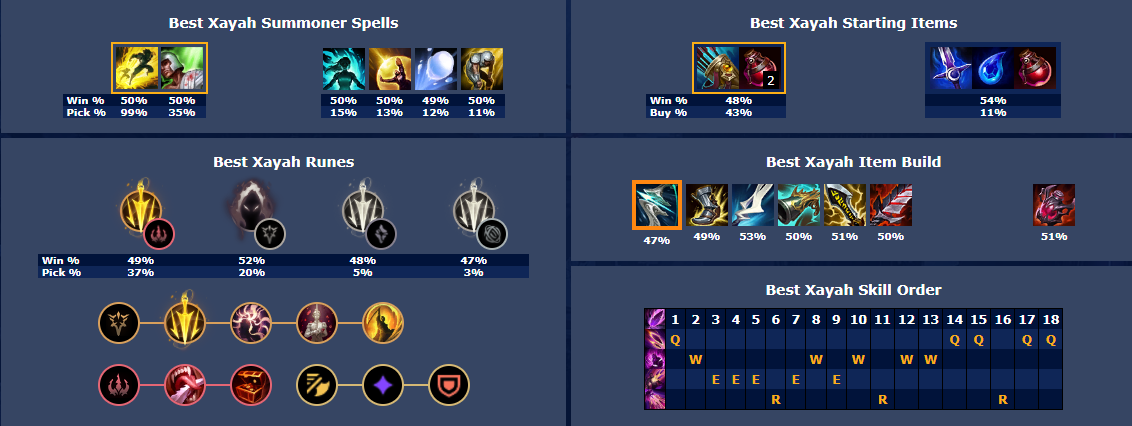 Best Xayah Summoner Spells
Win % 50% 50% 50% 50% 49% 50%
Pick % 99% 35% 15% 13% 12% 11%
Best Xayah Starting Items
2
Win % 48% 54%
Buy % 43% 11%
Best Xayah Runes
Win % 49% 52% 48% 47%
Pick % 37% 20% 5% 3%
Best Xayah Item Build
47% 49% 53% 50% 51% 50% 51%
Best Xayah Skill Order
1 2 3 4 5 6 7 8 9 10 11 12 13 14 15 16 17 18
Q Q Q Q Q
W W W W W
E E E E E
R R R